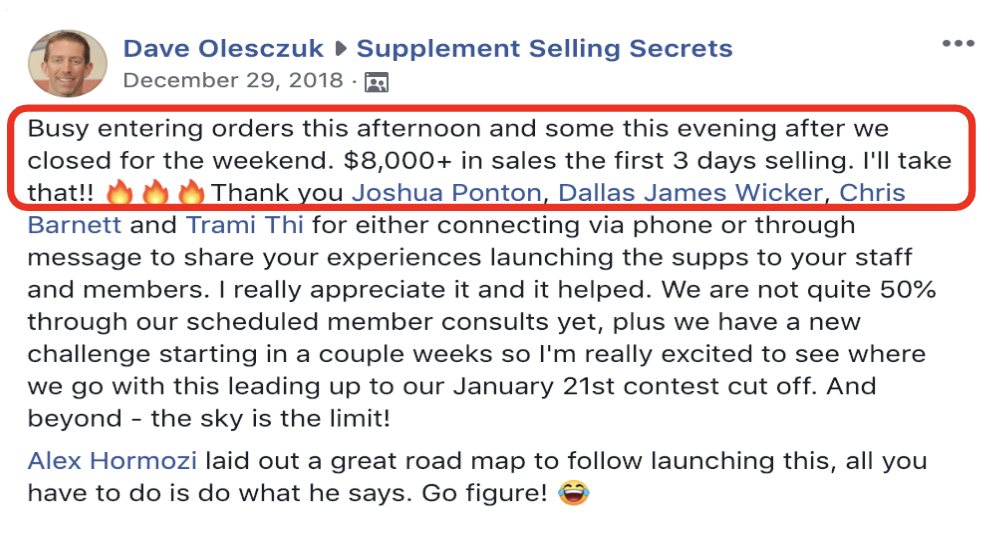 Dave Olesczuk ▶ Supplement Selling Secrets
December 29, 2018 ·
Busy entering orders this afternoon and some this evening after we
closed for the weekend. $8,000+ in sales the first 3 days selling. I'll take
that!! 🔥🔥🔥 Thank you Joshua Ponton, Dallas James Wicker, Chris
Barnett and Trami Thi for either connecting via phone or through
message to share your experiences launching the supps to your staff
and members. I really appreciate it and it helped. We are not quite 50%
through our scheduled member consults yet, plus we have a new
challenge starting in a couple weeks so I'm really excited to see where
we go with this leading up to our January 21st contest cut off. And
beyond - the sky is the limit!
Alex Hormozi laid out a great road map to follow launching this, all you
have to do is do what he says. Go figure! 😂